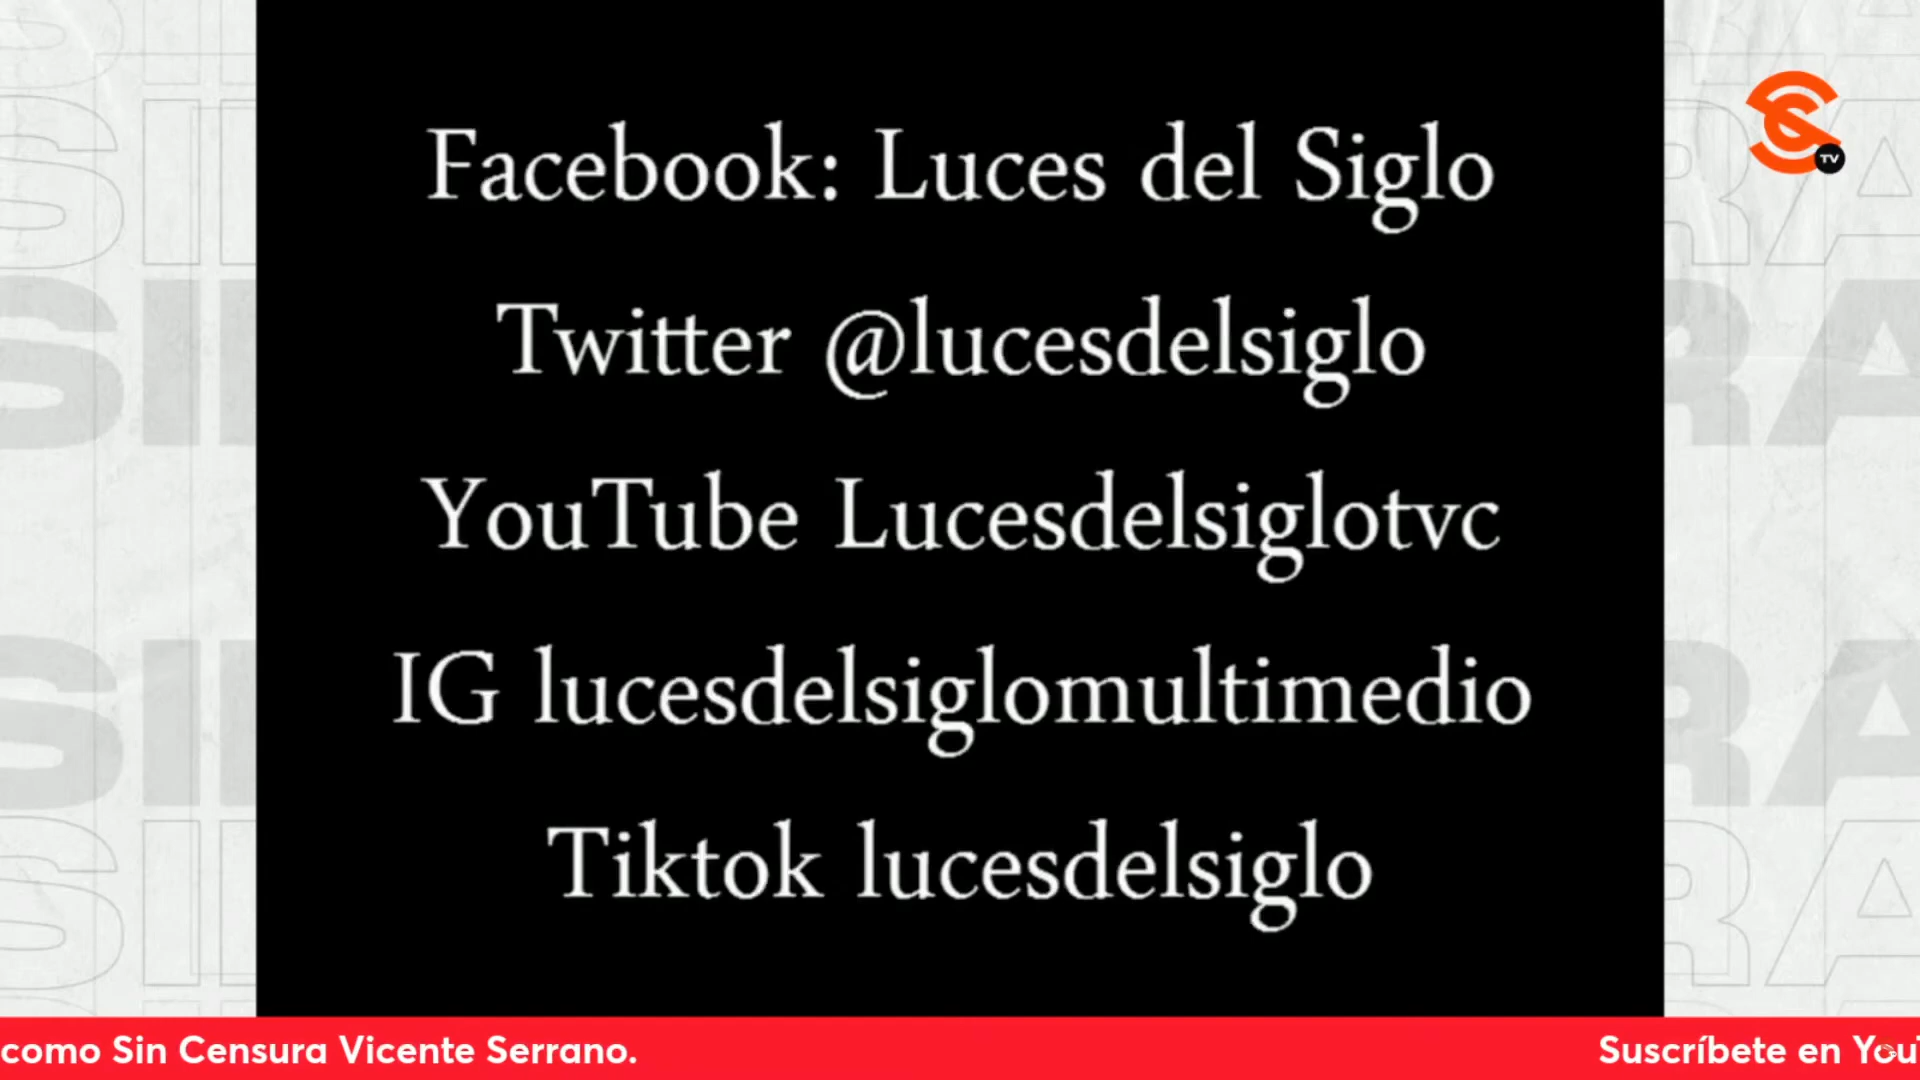 Facebook: Luces del Siglo
TV
Twitter @lucesdelsiglo
YouTube Lucesdelsiglotvc
IG lucesdelsiglomultimedio
Tiktok lucesdelsiglo
como Sin Censura Vicente Serrano.
Suscríbete en